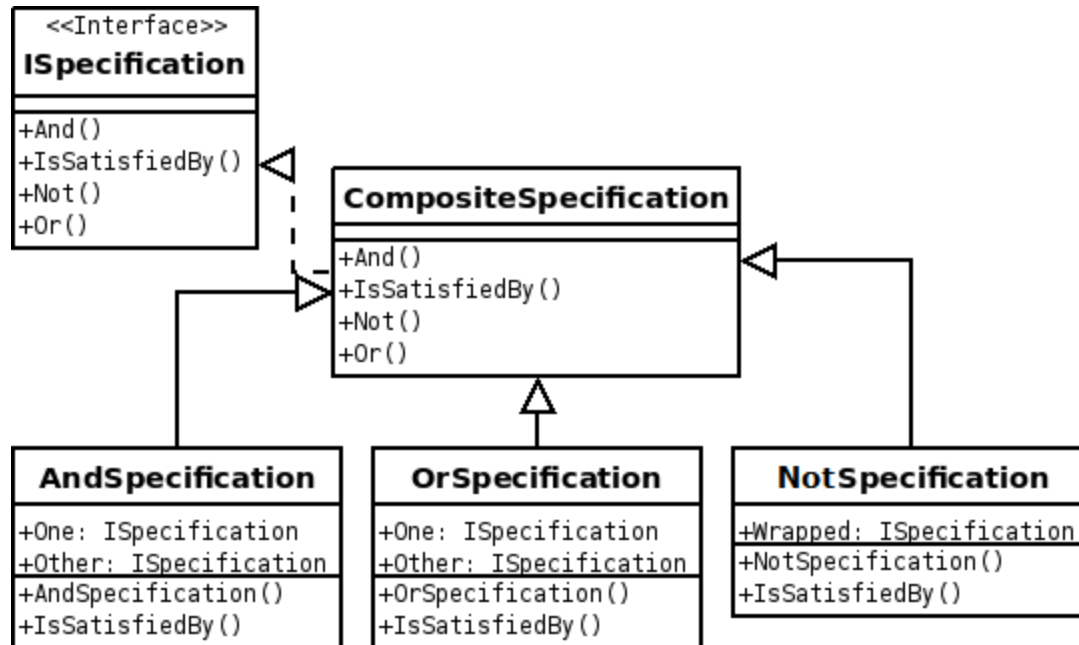 <<Interface>>
ISpecification
+And()
+IsSatisfiedBy()
+Not()
+Or()
CompositeSpecification
+And()
+IsSatisfiedBy()
+Not()
+Or()
AndSpecification
+One: ISpecification
+Other: ISpecification
+AndSpecification()
+IsSatisfiedBy()
OrSpecification
+One: ISpecification
+Other: ISpecification
+OrSpecification()
+IsSatisfiedBy()
NotSpecification
+Wrapped: ISpecification
+NotSpecification()
+IsSatisfiedBy()